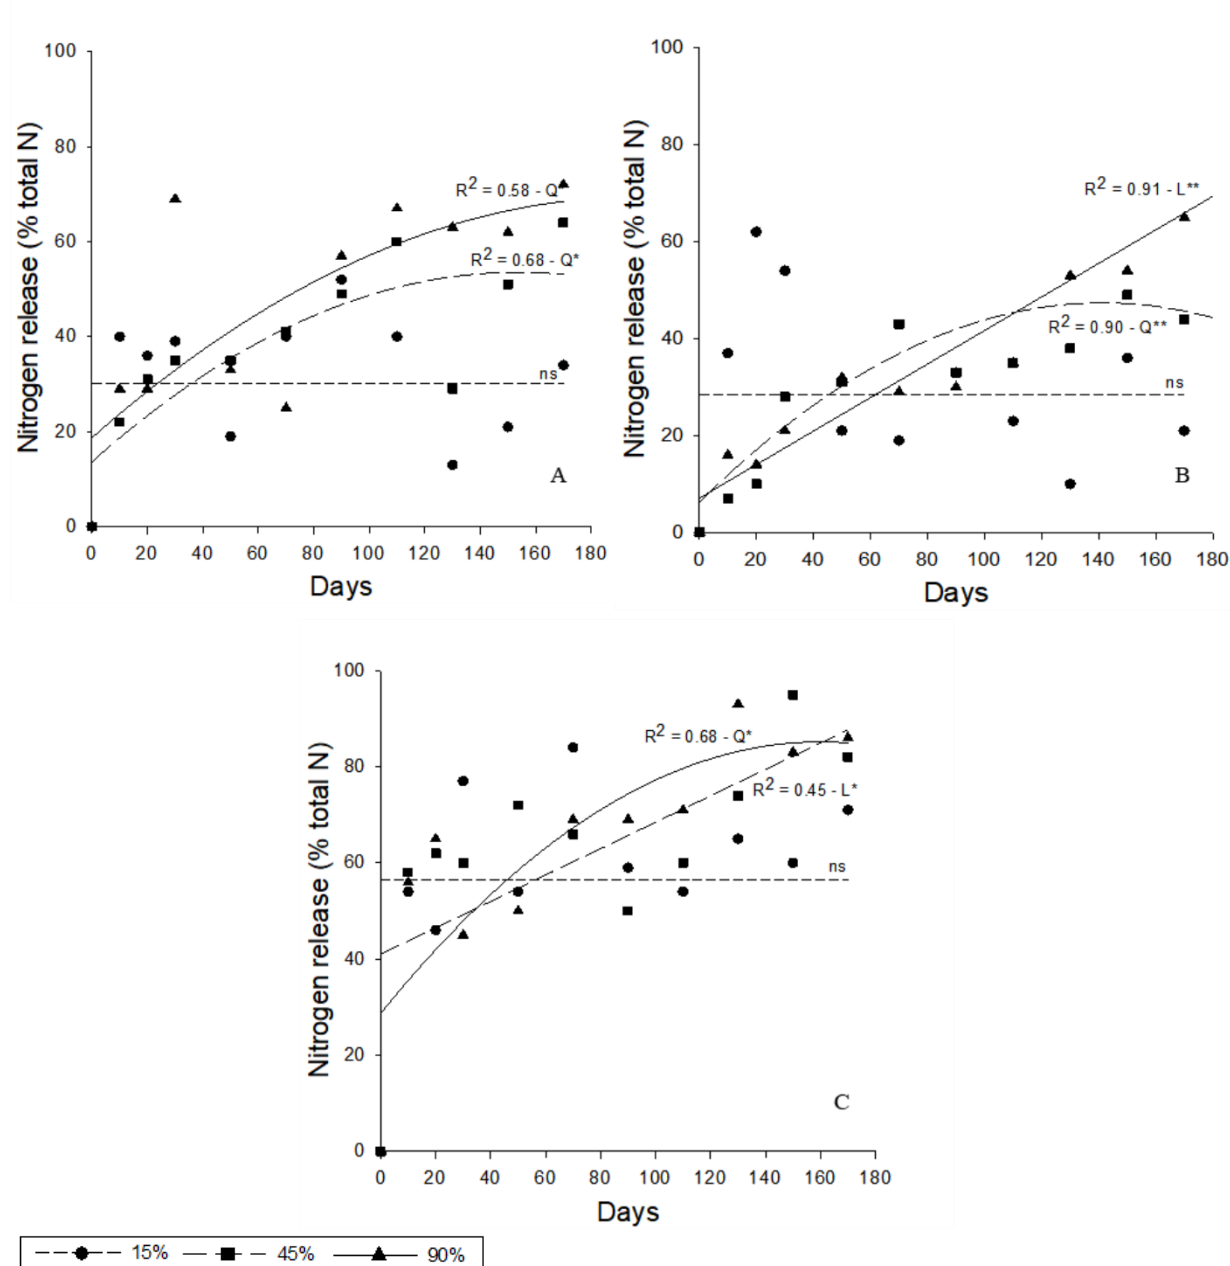 100
80
60
40
20
0
Nitrogen release (% total N)
R² = 0.58 - Q*
R² = 0.68 - Q*
ns
A
0 20 40 60 80 100 120 140 160 180
Days
100
80
60
40
20
0
Nitrogen release (% total N)
R² = 0.91 - L**
R² = 0.90 - Q**
ns
B
0 20 40 60 80 100 120 140 160 180
Days
100
80
60
40
20
0
Nitrogen release (% total N)
R² = 0.68 - Q*
R² = 0.45 - L*
ns
C
0 20 40 60 80 100 120 140 160 180
Days
15% 45% 90%